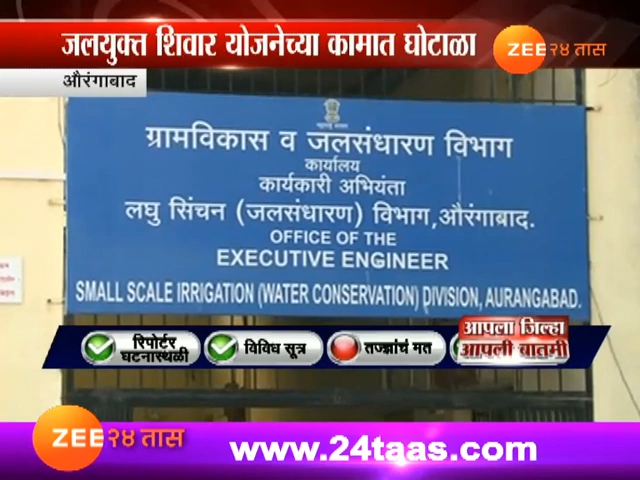 जलयुक्त शिवार योजनेच्या कामात घोटाळा
ZEE २४ तास
औरंगाबाद
ग्रामविकास व जलसंधारण विभाग
कार्यालय
कार्यकारी अभियंता
लघु सिंचन (जलसंधारण) विभाग,औरंगाबाद.
OFFICE OF THE
EXECUTIVE ENGINEER
SMALL SCALE IRRIGATION (WATER CONSERVATION) DIVISION, AURANGABAD.
रिपोर्टर घटनास्थळी
विविध सूत्र
तज्ज्ञांचं मत
आपला जिल्हा
आपली बातमी
ZEE २४ तास
www.24taas.com